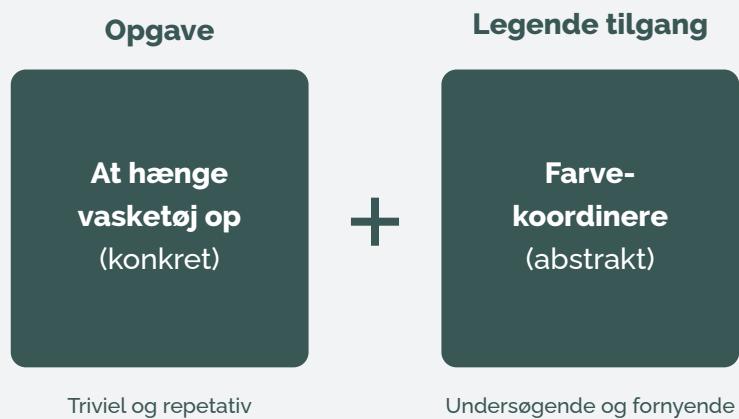 Opgave
Legende tilgang
At hænge
vasketøj op
(konkret)
+
Farve-
koordinere
(abstrakt)
Triviel og repetativ
Undersøgende og fornyende